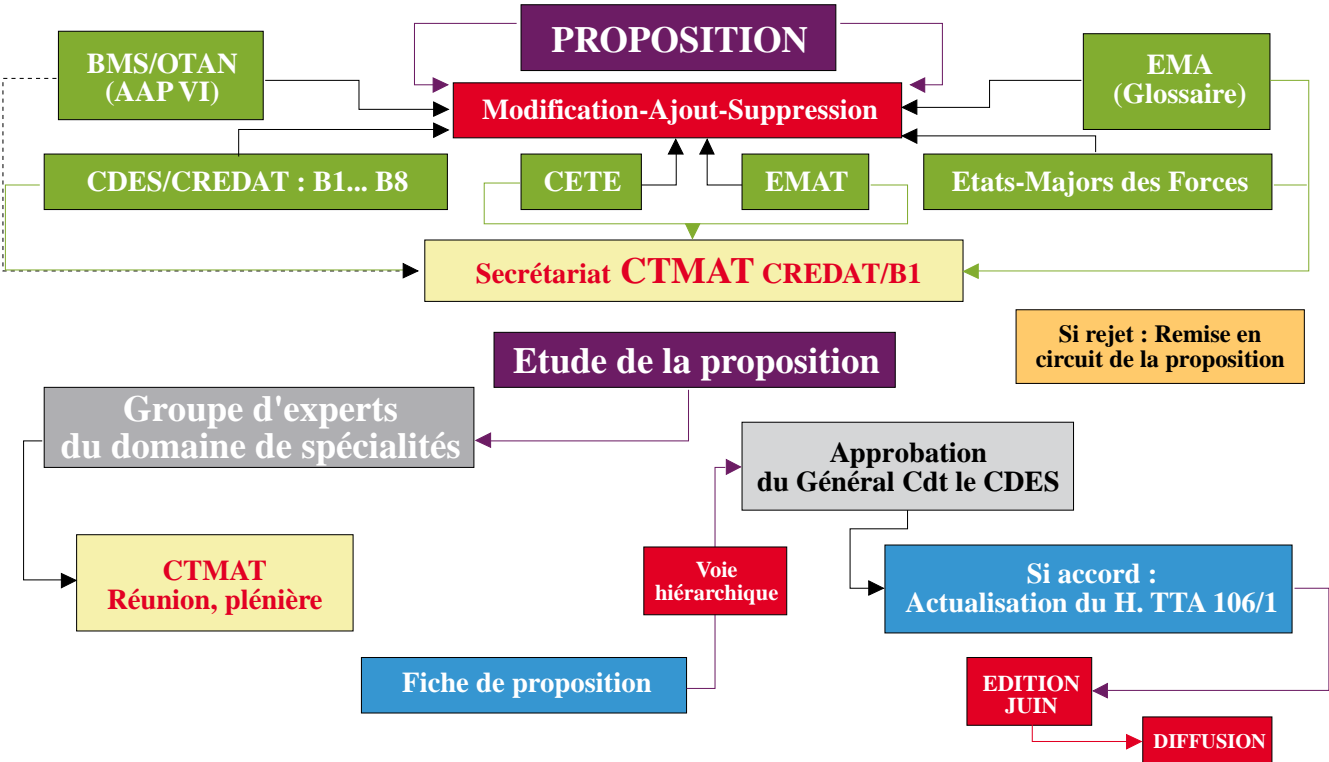 PROPOSITION
BMS/OTAN
(AAP VI)
EMA
(Glossaire)
Modification-Ajout-Suppression
CDES/CREDAT : B1... B8
CETE
EMAT
Etats-Majors des Forces
Secrétariat CTMAT CREDAT/B1
Si rejet : Remise en
circuit de la proposition
Etude de la proposition
Groupe d'experts
du domaine de spécialités
Approbation
du Général Cdt le CDES
CTMAT
Réunion, plénière
Voie
hiérarchique
Si accord :
Actualisation du H. TTA 106/1
Fiche de proposition
EDITION
JUIN
DIFFUSION